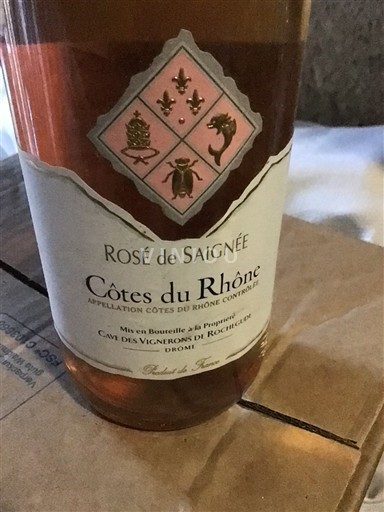 ROSÉ de SAIGNÉE
Côtes du Rhône
APPELLATION CÔTES DU RHÔNE CONTRÔLÉE
Mis en Bouteille à la Propriété
CAVE DES VIGNERONS DE ROCHEGUDE
DRÔME
Produit de France